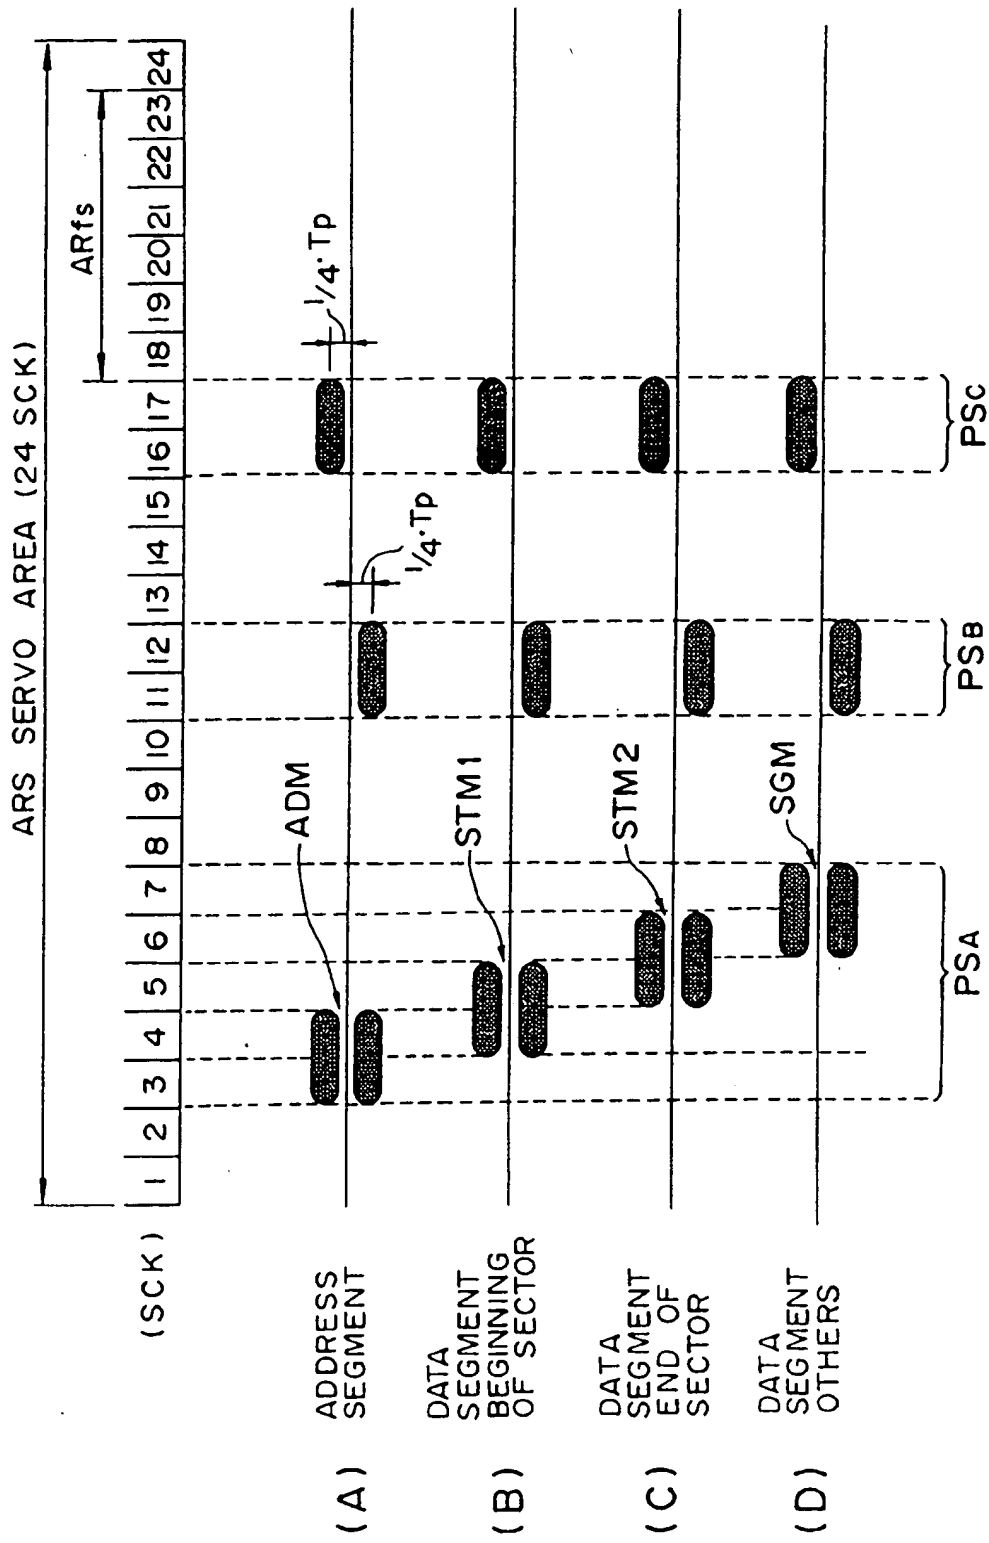 ARS SERVO AREA (24 SCK)
ARfs
(SCK) 1 2 3 4 5 6 7 8 9 10 11 12 13 14 15 16 17 18 19 20 21 22 23 24
(A)
ADDRESS
SEGMENT
ADM
1/4·Tp
1/4·Tp
(B)
DATA
SEGMENT
BEGINNING
OF SECTOR
STM1
(C)
DATA
SEGMENT
END OF
SECTOR
STM2
(D)
DATA
SEGMENT
OTHERS
SGM
PSA
PSB
PSC